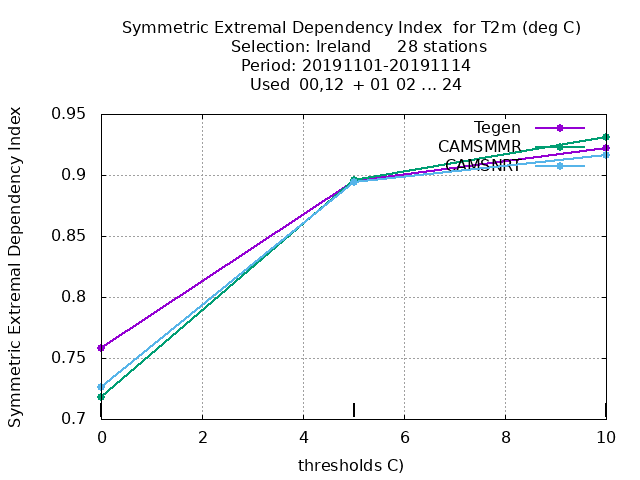 Symmetric Extremal Dependency Index  for T2m (deg C)
Selection: Ireland     28 stations
Period: 20191101-20191114
Used  00,12  + 01 02 ... 24
Symmetric Extremal Dependency Index
0.95
0.9
0.85
0.8
0.75
0.7
Tegen
CAMSMMR
CAMSNRT
0 2 4 6 8 10
thresholds C)